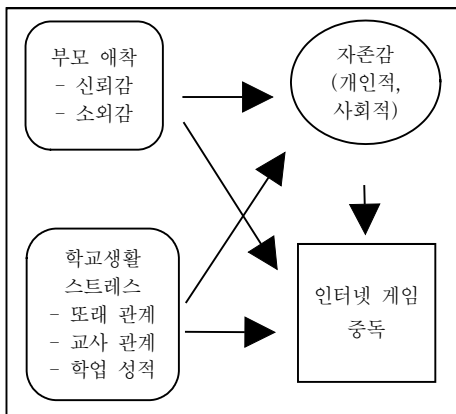 부모 애착
- 신뢰감
- 소외감
자존감
(개인적,
사회적)
학교생활
스트레스
- 또래 관계
- 교사 관계
- 학업 성적
인터넷 게임
중독